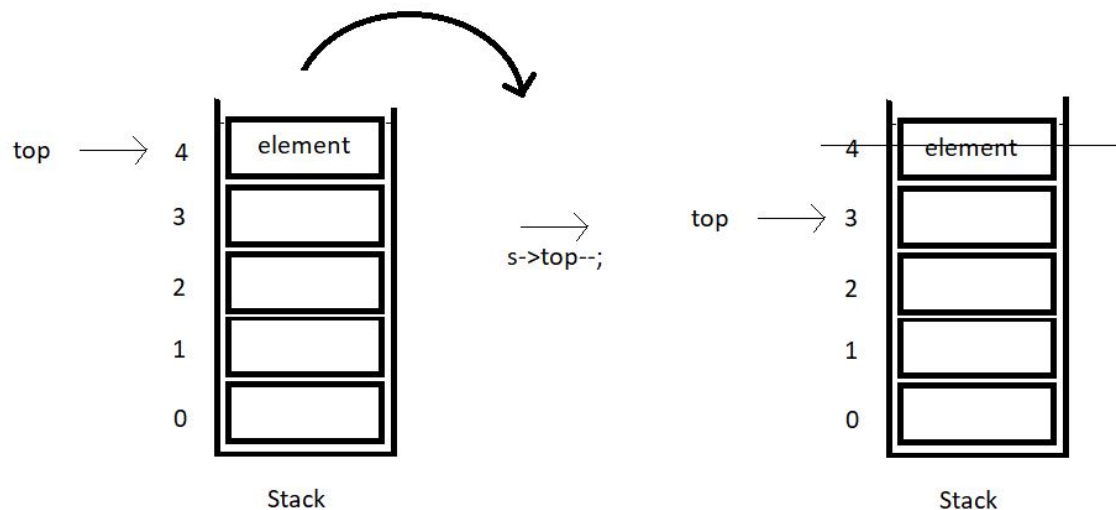 top 4 element
3
2
1
0
Stack
s->top--;
4 element
top 3
2
1
0
Stack